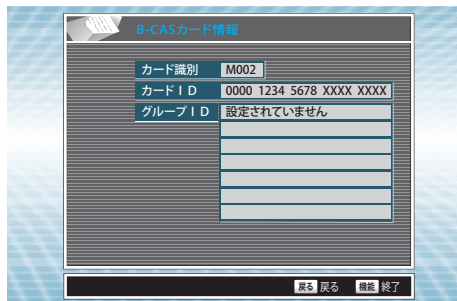 B-CASカード情報
カード識別 M002
カードＩＤ 0000 1234 5678 XXXX XXXX
グループＩＤ 設定されていません
戻る 戻る 機能 終了